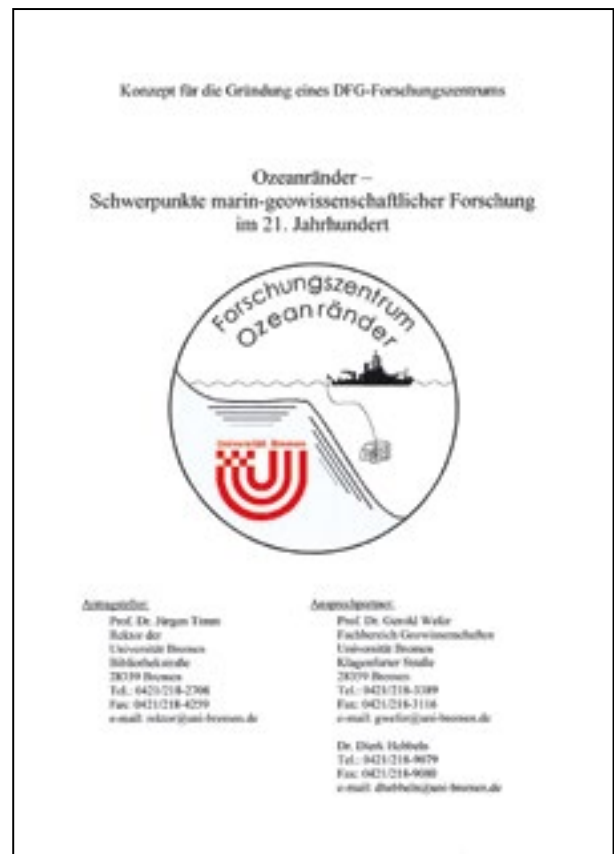 Konzept für die Gründung eines DFG-Forschungszentrums
Ozeanränder –
Schwerpunkte marin-geowissenschaftlicher Forschung
im 21. Jahrhundert
Forschungszentrum
Ozeanränder
Universität Bremen
Antragsteller:
Prof. Dr. Jürgen Timm
Rektor der
Universität Bremen
Bibliothekstraße
28359 Bremen
Tel.: 0421/218-2706
Fax: 0421/218-4259
e-mail: rektor@uni-bremen.de
Ansprechpartner:
Prof. Dr. Gerold Wefer
Fachbereich Geowissenschaften
Universität Bremen
Klagenfurter Straße
28359 Bremen
Tel.: 0421/218-3389
Fax: 0421/218-3116
e-mail: gwefer@uni-bremen.de
Dr. Dierk Hebbeln
Tel.: 0421/218-9079
Fax: 0421/218-9080
e-mail: dhebbeln@uni-bremen.de